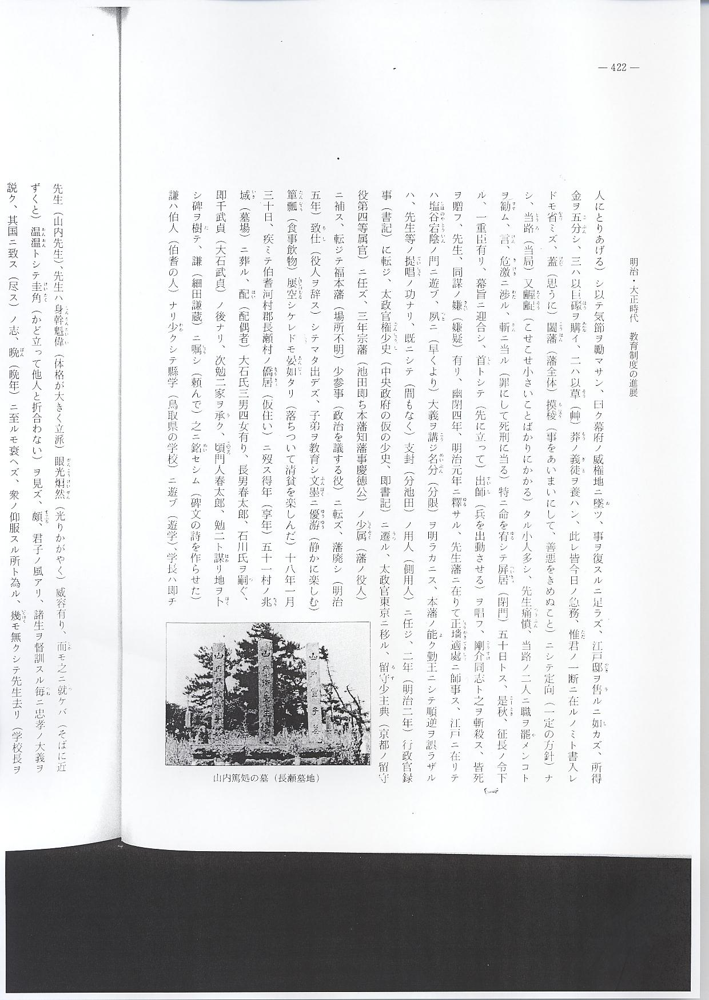 ― 422 ―
明治・大正時代　教育制度の進展
人にとりあげる）シ以テ気節ヲ勵マサン、曰ク幕府ノ威権地ニ墜ツ、事ヲ復スルニ足ラズ、江戸邸ヲ售ルニ如カズ、所得
金ヲ五分シ、三ハ以巨礮ヲ購イ、二ハ以草（艸）莽ノ義徒ヲ養ハン、此レ皆今日ノ急務、惟君ノ一断ニ在ルノミト書入レ
ドモ省ミズ、蓋（思うに）闔藩（藩全体）摸稜（事をあいまいにして、善悪をきめぬこと）ニシテ定向（一定の方針）ナ
シ、当路（当局）又齷齪（こせこせ小さいことばかりにかかる）タル小人多シ、先生痛憤、当路ノ二人ニ職ヲ罷メンコト
ヲ勧ム、言、危激ニ渉ル、斬ニ当ル（罪にして死刑に当る）特ニ命を宥シテ屏居（閉門）五十日トス、是秋、征長ノ令下
ル、一重臣有リ、幕旨ニ迎合シ、首トシテ（先に立って）出師（兵を出動させる）ヲ唱フ、剛介同志ト之ヲ斬殺ス、皆死
ヲ贈フ、先生、同謀ノ嫌（嫌疑）有リ、幽閉四年、明治元年ニ釋サル、先生藩ニ在りて正墻適處ニ師事ス、江戸ニ在リテ
ハ塩谷宕陰ノ門ニ遊ブ、夙ニ（早くより）大義ヲ講ジ名分（分限）ヲ明ラカニス、本藩ノ能ク勤王ニシテ順逆ヲ誤ラザル
ハ、先生等ノ提唱ノ功ナリ、既ニシテ（間もなく）支封（分池田）ノ用人（側用人）ニ任ジ、二年（明治二年）行政官録
事（書記）に転ジ、太政官権少史（中央政府の仮の少史、即書記）ニ遷ル、太政官東京ニ移ル、留守少主典（京都ノ留守
役第四等属官）ニ任ズ、三年宗藩（池田即ち本藩知藩事慶徳公）ノ少属（藩ノ役人）
ニ補ス、転ジテ福本藩（場所不明）少参事（政治を議する役）ニ転ズ、藩廃シ（明治
五年）致仕（役人ヲ辞ス）シテマタ出デズ、子弟ヲ教育シ文墨ニ優游（静かに楽しむ）
箪瓢（食事飲物）屡空シケレドモ晏如タリ（落ちついて清貧を楽しんだ）十八年一月
三十日、疾ミテ伯耆河村郡長瀬村ノ僑居（仮住い）ニ歿ス得年（享年）五十一村ノ兆
域（墓場）ニ葬ル、配（配偶者）大石氏三男四女有り、長男春太郎、石川氏ヲ嗣ぐ、
即千武貞（大石武貞）ノ後ナリ、次勉二家ヲ承ク、頃門人春太郎、勉二ト謀リ地ヲト
シ碑ヲ樹テ、謙（細田謙蔵）ニ嘱シ（頼んで）之ニ銘セシム（碑文の詩を作らせた）
謙ハ伯人（伯耆の人）ナリ少クシテ縣学（鳥取県の学校）ニ遊ブ（遊学）、学長ハ即チ
山内篤処の墓（長瀬墓地）
先生（山内先生）、先生ハ身幹魁偉（体格が大きく立派）眼光烱然（光りかがやく）威容有り、而モ之ニ就ケバ（そばに近
ずくと）温温トシテ圭角（かど立って他人と折合わない）ヲ見ズ、頗、君子ノ風アリ、諸生ヲ督訓スル毎ニ忠孝ノ大義ヲ
説ク、其国ニ致ス（尽ス）ノ志、晩（晩年）ニ至ルモ衰ヘズ、衆ノ仰服スル所ト為ル、幾モ無クシテ先生去リ（学校長ヲ